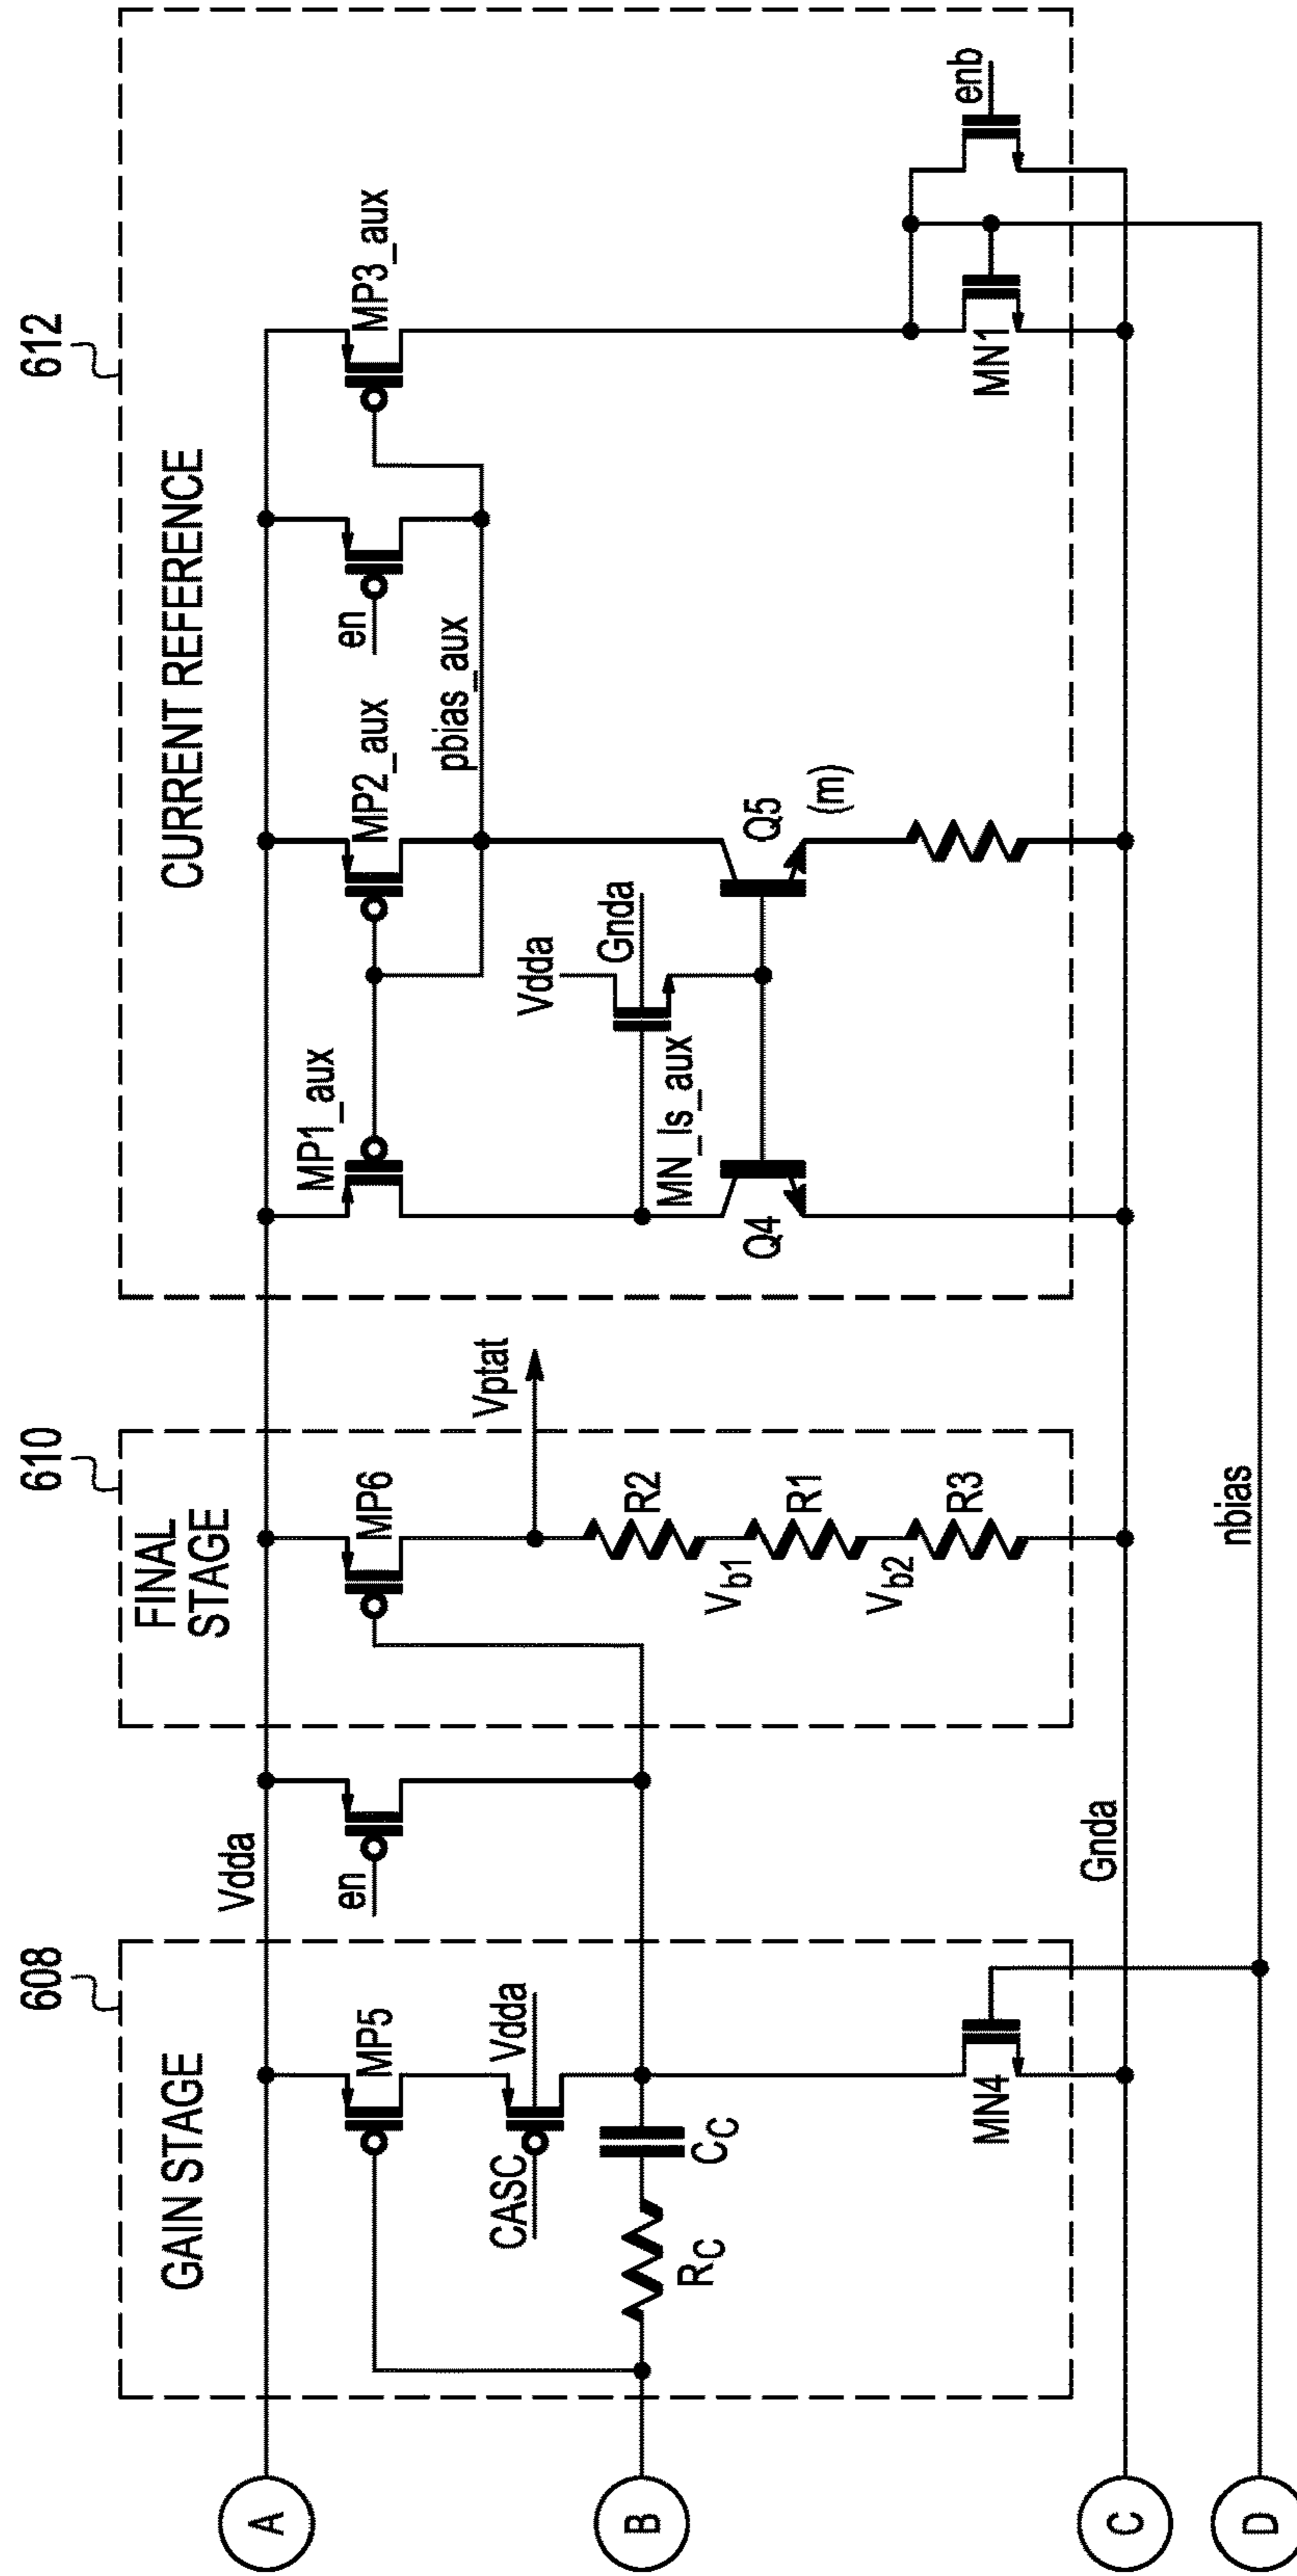 608
GAIN STAGE
MP5
CASC
Vdda
RC
CC
MN4
Vdda
en
Gnda
610
FINAL
STAGE
MP6
Vptat
R2
Vb1
R1
Vb2
R3
612
CURRENT REFERENCE
MP1_aux
MP2_aux
en
MP3_aux
pbias_aux
Vdda
Gnda
MN_ls_aux
Q4
Q5
(m)
MN1
enb
nbias
A
B
C
D